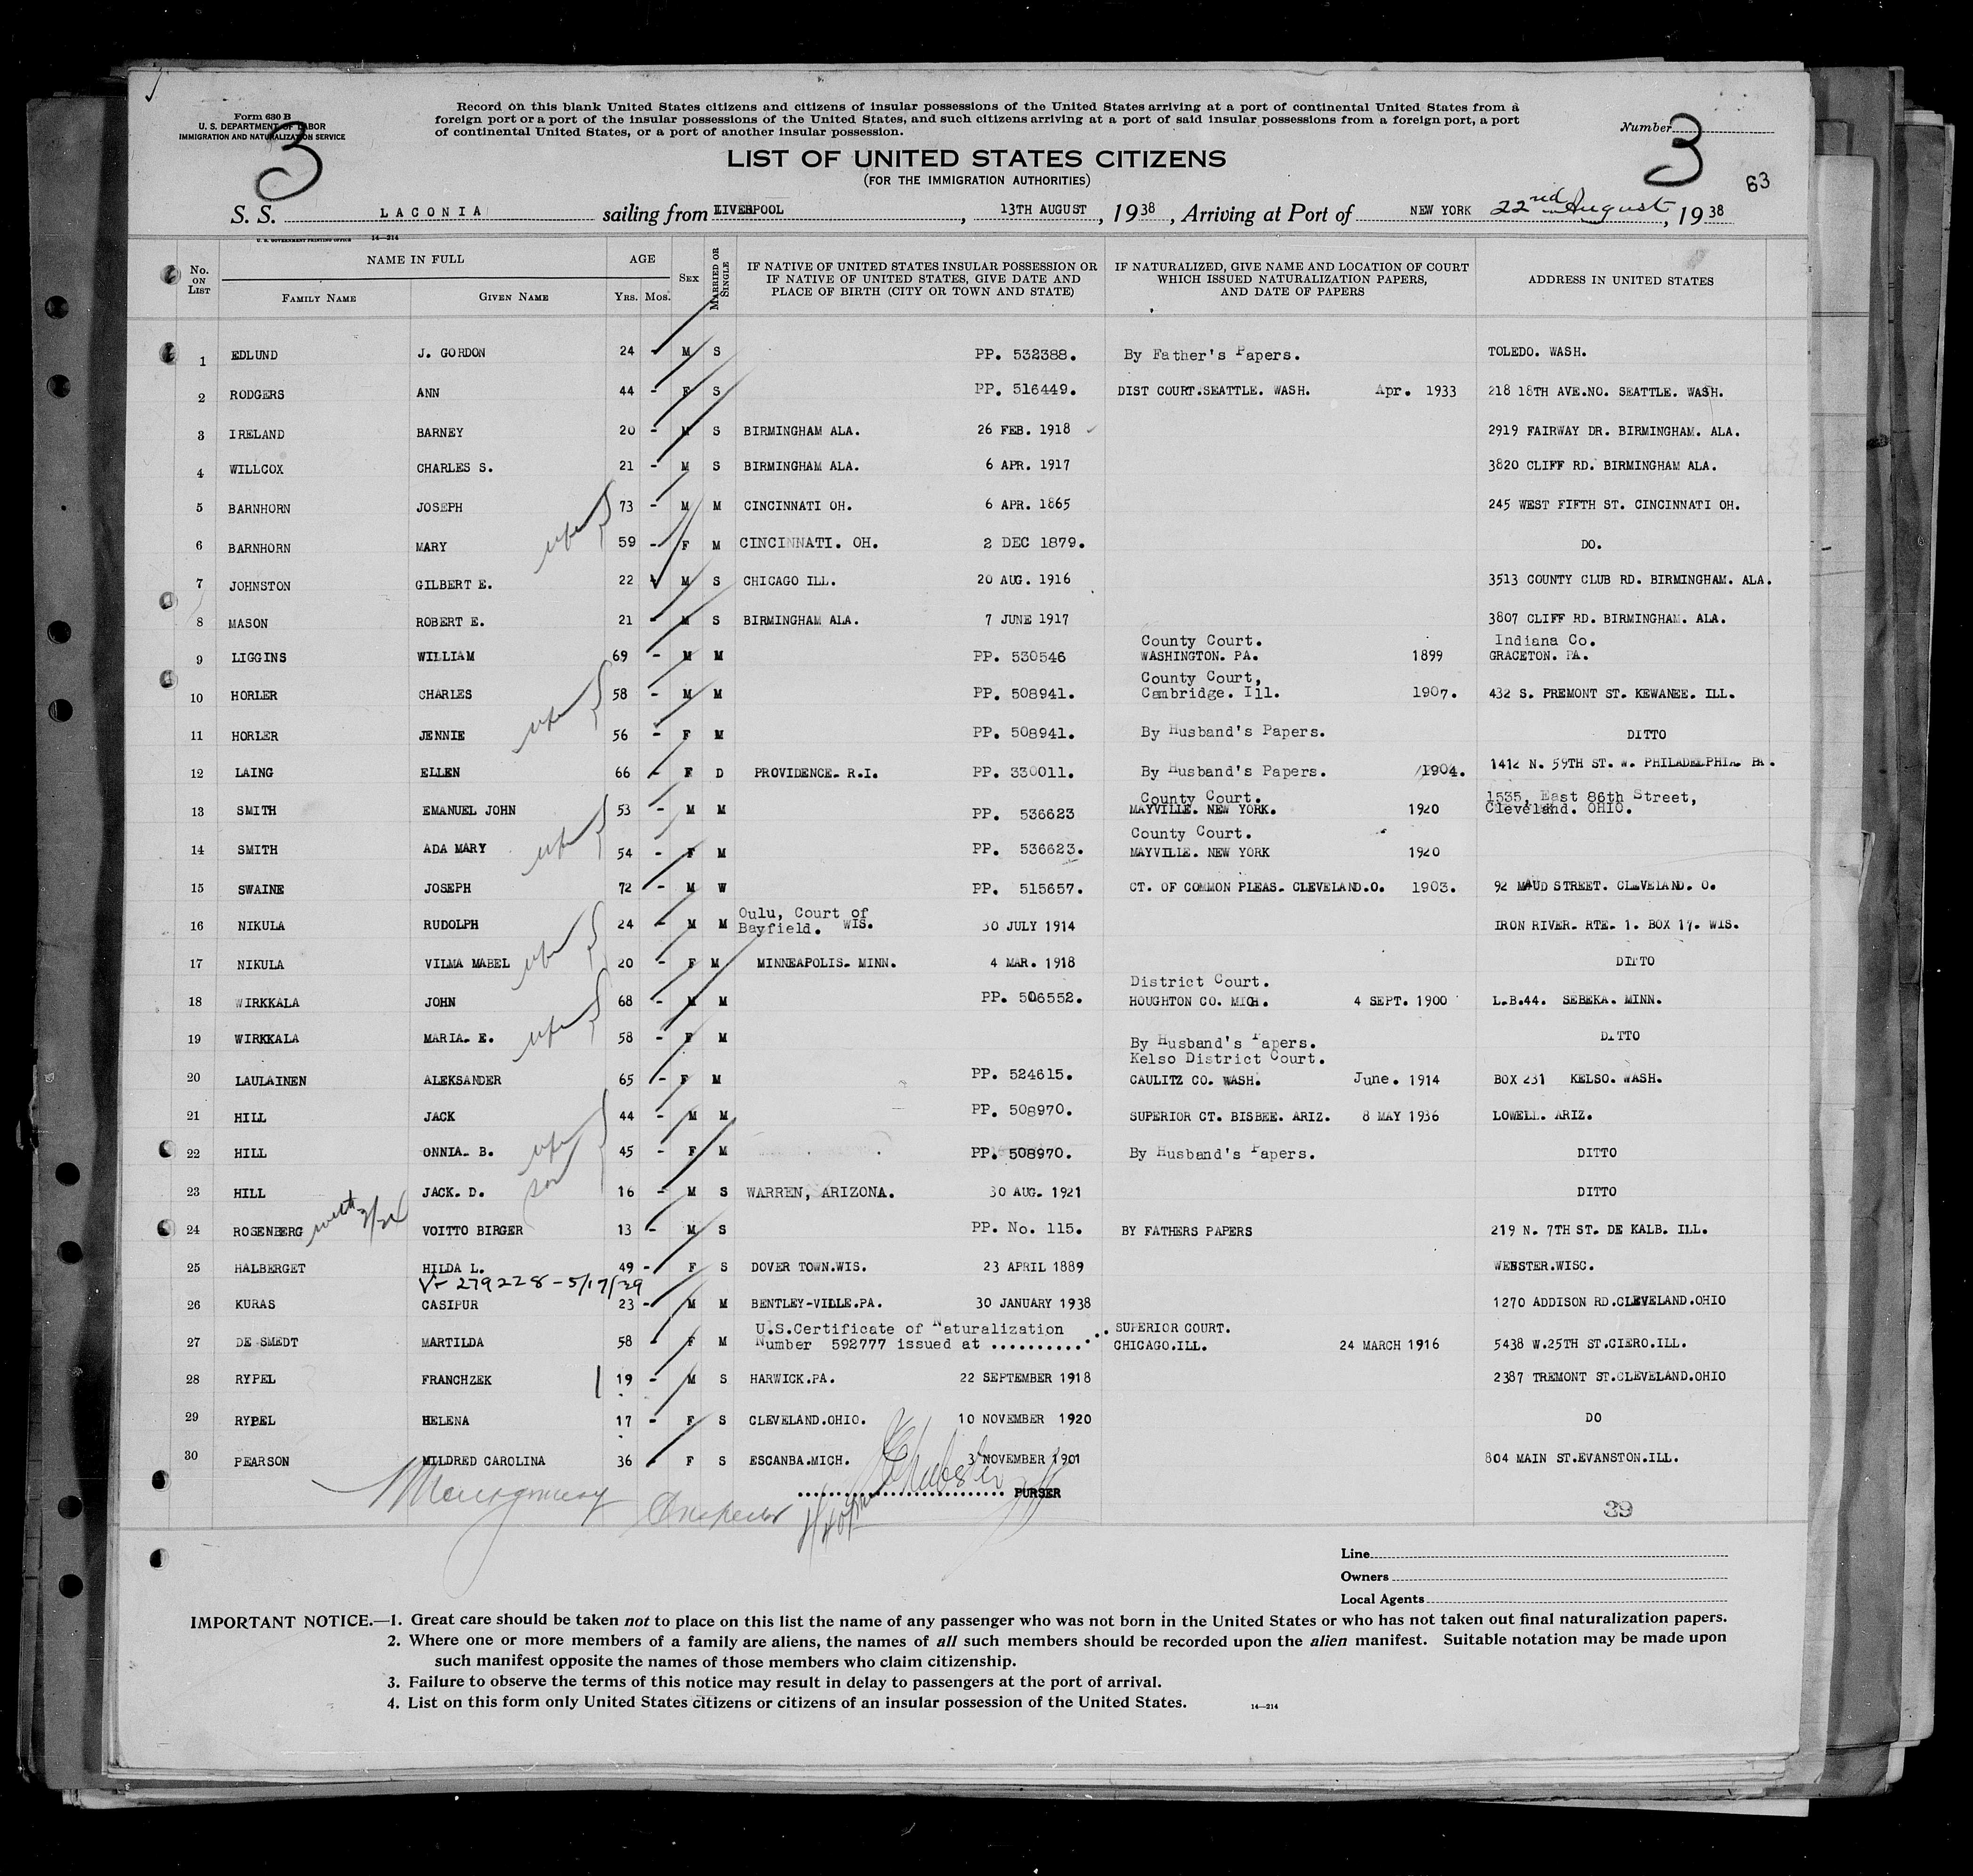 Form 630 B
U. S. DEPARTMENT OF LABOR
IMMIGRATION AND NATURALIZATION SERVICE
3
Record on this blank United States citizens and citizens of insular possessions of the United States arriving at a port of continental United States from a
foreign port or a port of the insular possessions of the United States, and such citizens arriving at a port of said insular possessions from a foreign port, a port
of continental United States, or a port of another insular possession.
Number
3
63
LIST OF UNITED STATES CITIZENS
(FOR THE IMMIGRATION AUTHORITIES)
S. S. LACONIA sailing from LIVERPOOL, 13TH AUGUST, 1938, Arriving at Port of NEW YORK 22nd August, 1938
U. S. GOVERNMENT PRINTING OFFICE 14—214
No. ON LIST NAME IN FULL AGE SEX MARRIED OR SINGLE IF NATIVE OF UNITED STATES INSULAR POSSESSION OR IF NATIVE OF UNITED STATES, GIVE DATE AND PLACE OF BIRTH (CITY OR TOWN AND STATE) IF NATURALIZED, GIVE NAME AND LOCATION OF COURT WHICH ISSUED NATURALIZATION PAPERS, AND DATE OF PAPERS ADDRESS IN UNITED STATES
FAMILY NAME GIVEN NAME YRS. MOS.
1 EDLUND J. GORDON 24 - M S PP. 532388. By Father's Papers. TOLEDO. WASH.
2 RODGERS ANN 44 - F S PP. 516449. DIST COURT.SEATTLE. WASH. Apr. 1933 218 18TH AVE.NO. SEATTLE. WASH.
3 IRELAND BARNEY 20 - M S BIRMINGHAM ALA. 26 FEB. 1918 2919 FAIRWAY DR. BIRMINGHAM. ALA.
4 WILLCOX CHARLES S. 21 - M S BIRMINGHAM ALA. 6 APR. 1917 3820 CLIFF RD. BIRMINGHAM ALA.
5 BARNHORN JOSEPH 73 - M M CINCINNATI OH. 6 APR. 1865 245 WEST FIFTH ST. CINCINNATI OH.
6 BARNHORN MARY 59 - F M CINCINNATI. OH. 2 DEC 1879. DO.
7 JOHNSTON GILBERT E. 22 M S CHICAGO ILL. 20 AUG. 1916 3513 COUNTY CLUB RD. BIRMINGHAM. ALA.
8 MASON ROBERT E. 21 - M S BIRMINGHAM ALA. 7 JUNE 1917 3807 CLIFF RD. BIRMINGHAM. ALA.
County Court. Indiana Co.
9 LIGGINS WILLIAM 69 - M M PP. 530546 WASHINGTON. PA. 1899 GRACETON. PA.
County Court,
10 HORLER CHARLES 58 - M M PP. 508941. Cambridge. Ill. 1907. 432 S. PREMONT ST. KEWANEE. ILL.
11 HORLER JENNIE 56 - F M PP. 508941. By Husband's Papers. DITTO
12 LAING ELLEN 66 - F D PROVIDENCE- R.I. PP. 330011. By Husband's Papers. 1904. 1412 N. 59TH ST. W. PHILADELPHIA PA.
County Court. 1535, East 86th Street,
13 SMITH EMANUEL JOHN 53 - M M PP. 536623 MAYVILLE. NEW YORK. 1920 Cleveland. OHIO.
County Court.
14 SMITH ADA MARY 54 - F M PP. 536623. MAYVILLE. NEW YORK 1920
15 SWAINE JOSEPH 72 - M W PP. 515657. CT. OF COMMON PLEAS- CLEVELAND.O. 1903. 92 MAUD STREET. CLEVELAND. O.
Oulu, Court of
16 NIKULA RUDOLPH 24 - M M Bayfield. WIS. 30 JULY 1914 IRON RIVER- RTE- 1. BOX 17. WIS.
17 NIKULA VILMA MABEL 20 - F M MINNEAPOLIS- MINN. 4 MAR. 1918 DITTO
District Court.
18 WIRKKALA JOHN 68 - M M PP. 506552. HOUGHTON CO. MICH. 4 SEPT. 1900 L.B.44. SEBEKA. MINN.
19 WIRKKALA MARIA- E. 58 - F M By Husband's Papers. DITTO
Kelso District Court.
20 LAULAINEN ALEKSANDER 65 - F M PP. 524615. CAULITZ CO. WASH. June. 1914 BOX 231 KELSO. WASH.
21 HILL JACK 44 - M M PP. 508970. SUPERIOR CT. BISBEE. ARIZ. 8 MAY 1936 LOWELL. ARIZ.
22 HILL ONNIA- B. 45 - F M PP. 508970. By Husband's Papers. DITTO
son
23 HILL JACK. D. 16 - M S WARREN, ARIZONA. 30 AUG. 1921 DITTO
24 ROSENBERG VOITTO BIRGER 13 - M S PP. No. 115. BY FATHERS PAPERS 219 N. 7TH ST. DE KALB. ILL.
25 HALBERGET HILDA L. 49 - F S DOVER TOWN.WIS. 23 APRIL 1889 WEBSTER.WISC.
V- 279228 - 5/17/39
26 KURAS CASIPUR 23 - M M BENTLEY-VILLE.PA. 30 JANUARY 1938 1270 ADDISON RD.CLEVELAND.OHIO
U.S.Certificate of Naturalization SUPERIOR COURT.
27 DE SMEDT MARTILDA 58 - F M Number 592777 issued at .......... CHICAGO.ILL. 24 MARCH 1916 5438 W.25TH ST.CIERO.ILL.
28 RYPEL FRANCHZEK 19 - M S HARWICK.PA. 22 SEPTEMBER 1918 2387 TREMONT ST.CLEVELAND.OHIO
29 RYPEL HELENA 17 - F S CLEVELAND.OHIO. 10 NOVEMBER 1920 DO
30 PEARSON MILDRED CAROLINA 36 - F S ESCANBA.MICH. 3 NOVEMBER 1901 804 MAIN ST.EVANSTON.ILL.
Montgomery Inspector
PURSER
39
Line
Owners
Local Agents
IMPORTANT NOTICE.—1. Great care should be taken not to place on this list the name of any passenger who was not born in the United States or who has not taken out final naturalization papers.
2. Where one or more members of a family are aliens, the names of all such members should be recorded upon the alien manifest. Suitable notation may be made upon
such manifest opposite the names of those members who claim citizenship.
3. Failure to observe the terms of this notice may result in delay to passengers at the port of arrival.
4. List on this form only United States citizens or citizens of an insular possession of the United States. 14—214